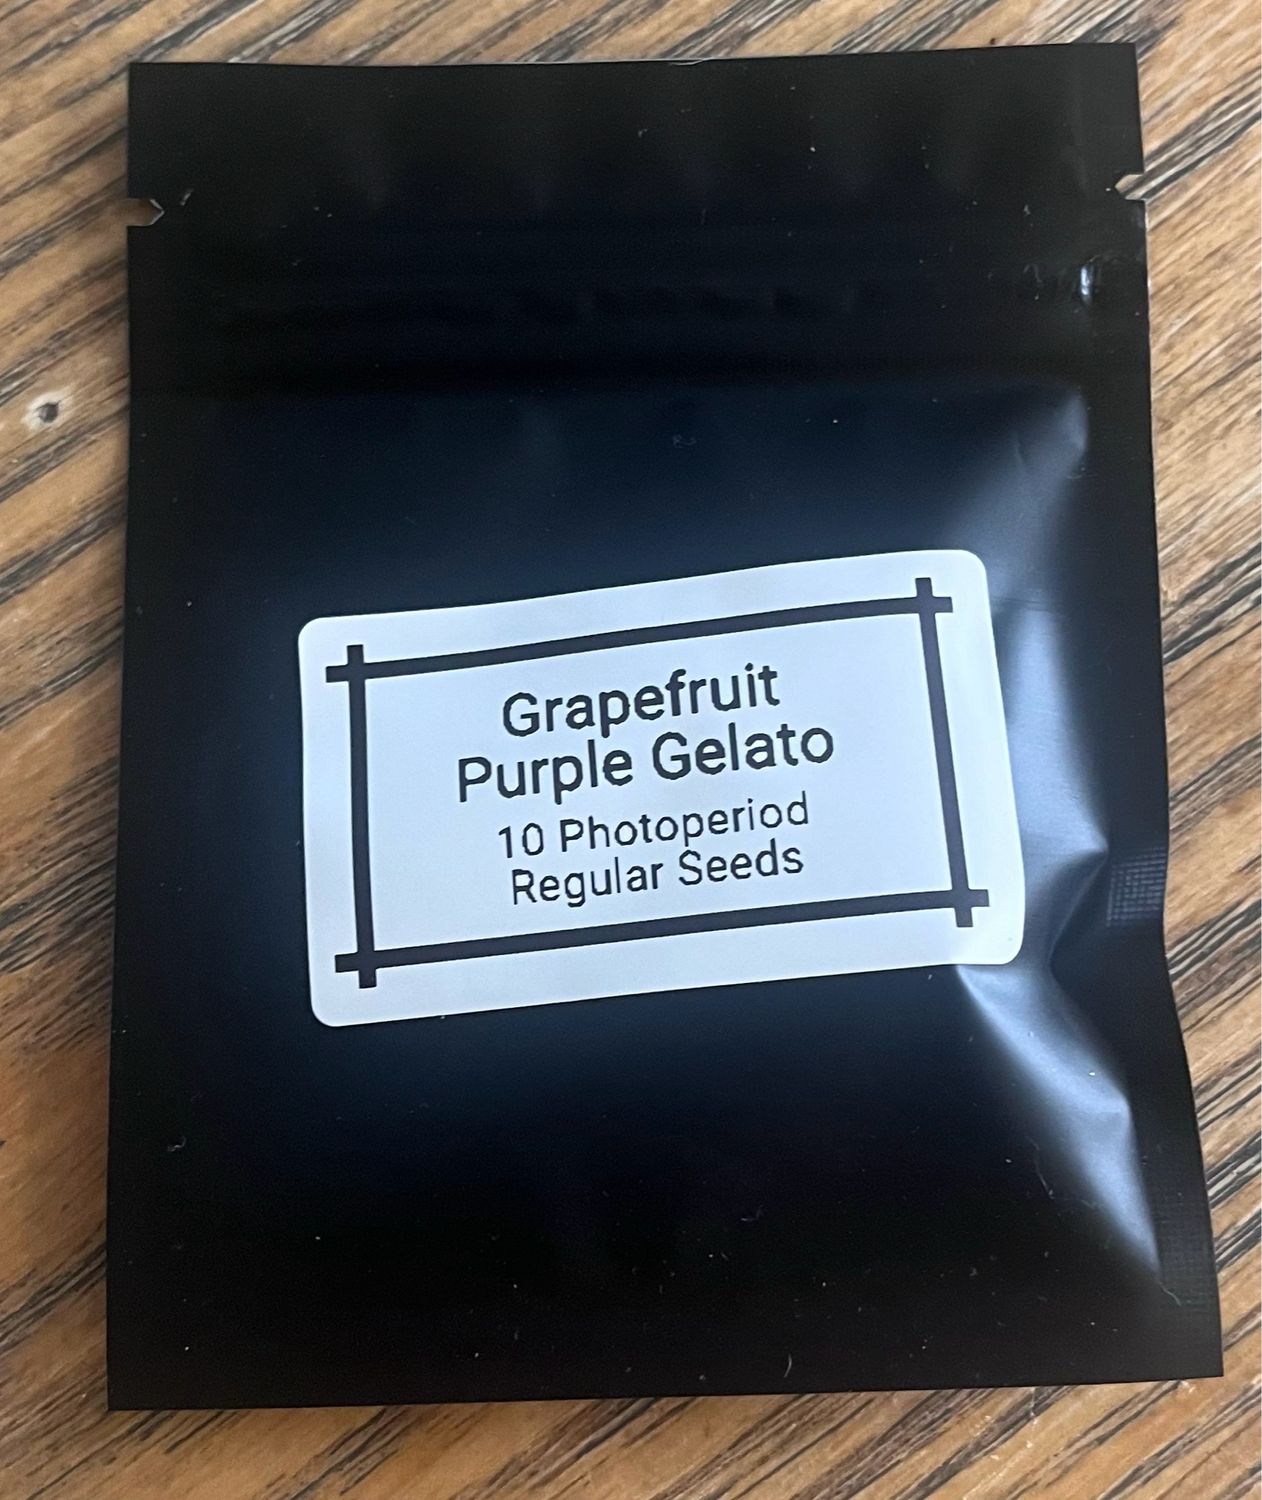 Grapefruit
Purple Gelato
10 Photoperiod
Regular Seeds